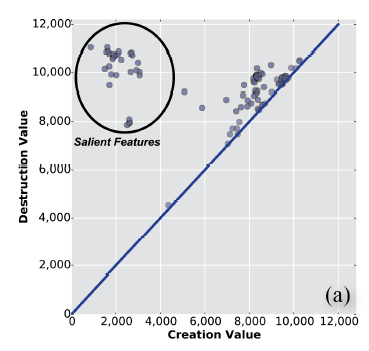 12,000
10,000
8,000
6,000
4,000
2,000
0
Destruction Value
Salient Features
(a)
0 2,000 4,000 6,000 8,000 10,000 12,000
Creation Value